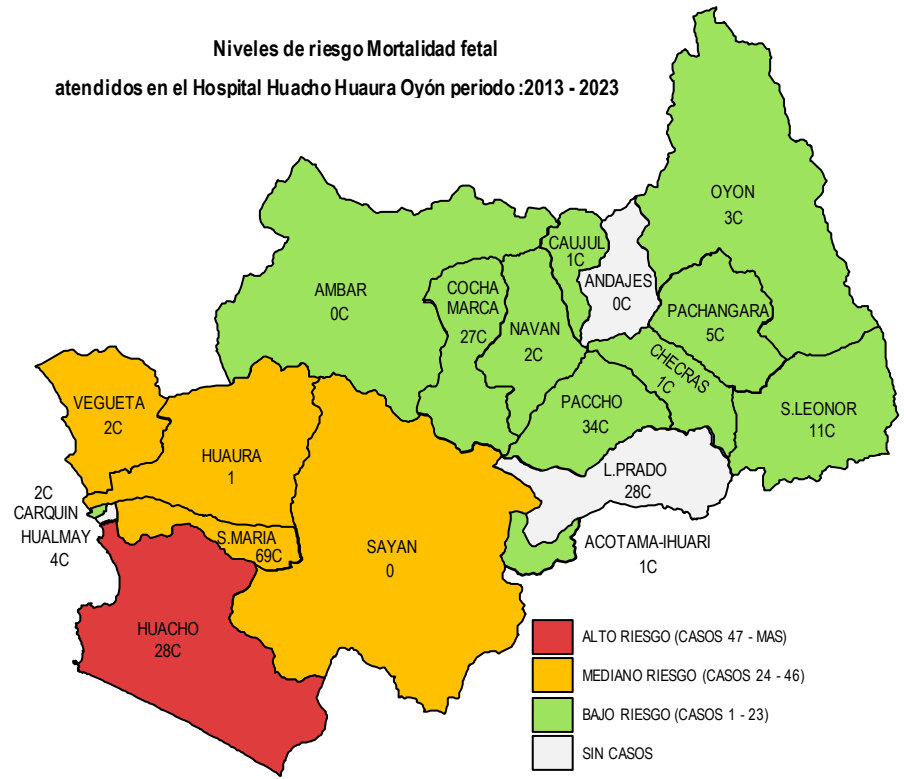 Niveles de riesgo Mortalidad fetal
atendidos en el Hospital Huacho Huaura Oyón periodo :2013 - 2023
OYON
3C
CAUJUL
1C
ANDAJES
0C
AMBAR
0C
COCHA
MARCA
27C
NAVAN
2C
PACHANGARA
5C
CHECRAS
1C
VEGUETA
2C
PACCHO
34C
S.LEONOR
11C
HUAURA
1
L.PRADO
28C
2C
CARQUIN
HUALMAY
4C
S.MARIA
69C
SAYAN
0
ACOTAMA-IHUARI
1C
HUACHO
28C
ALTO RIESGO (CASOS 47 - MAS)
MEDIANO RIESGO (CASOS 24 - 46)
BAJO RIESGO (CASOS 1 - 23)
SIN CASOS